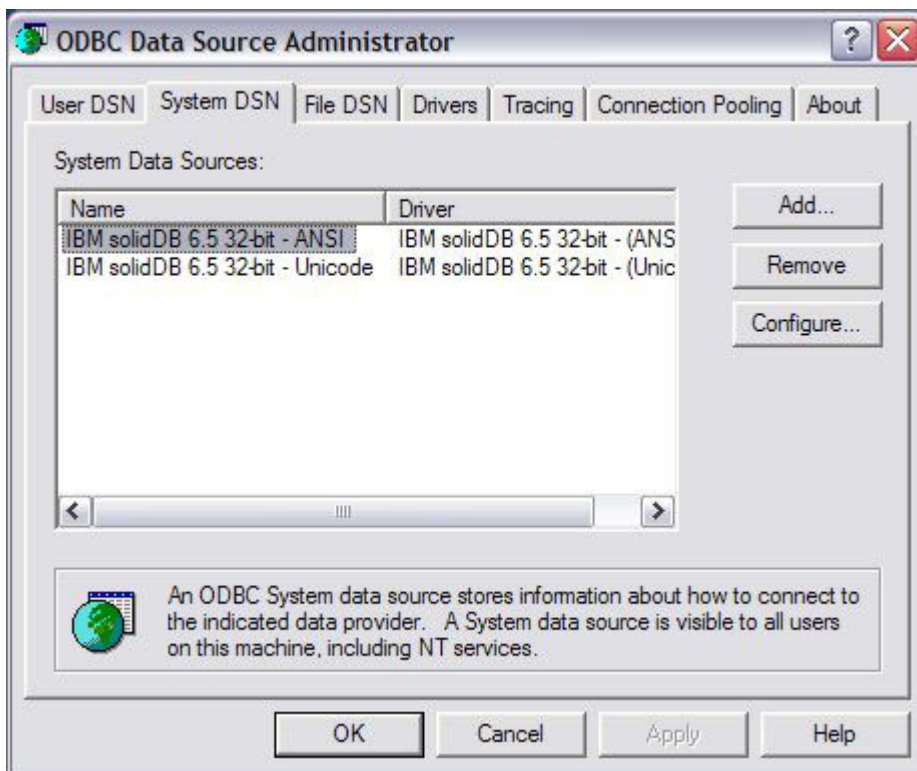 ODBC Data Source Administrator
User DSN System DSN File DSN Drivers Tracing Connection Pooling About
System Data Sources:
Name Driver
IBM solidDB 6.5 32-bit - ANSI IBM solidDB 6.5 32-bit - (ANS
IBM solidDB 6.5 32-bit - Unicode IBM solidDB 6.5 32-bit - (Unic
Add...
Remove
Configure...
An ODBC System data source stores information about how to connect to
the indicated data provider. A System data source is visible to all users
on this machine, including NT services.
OK Cancel Apply Help